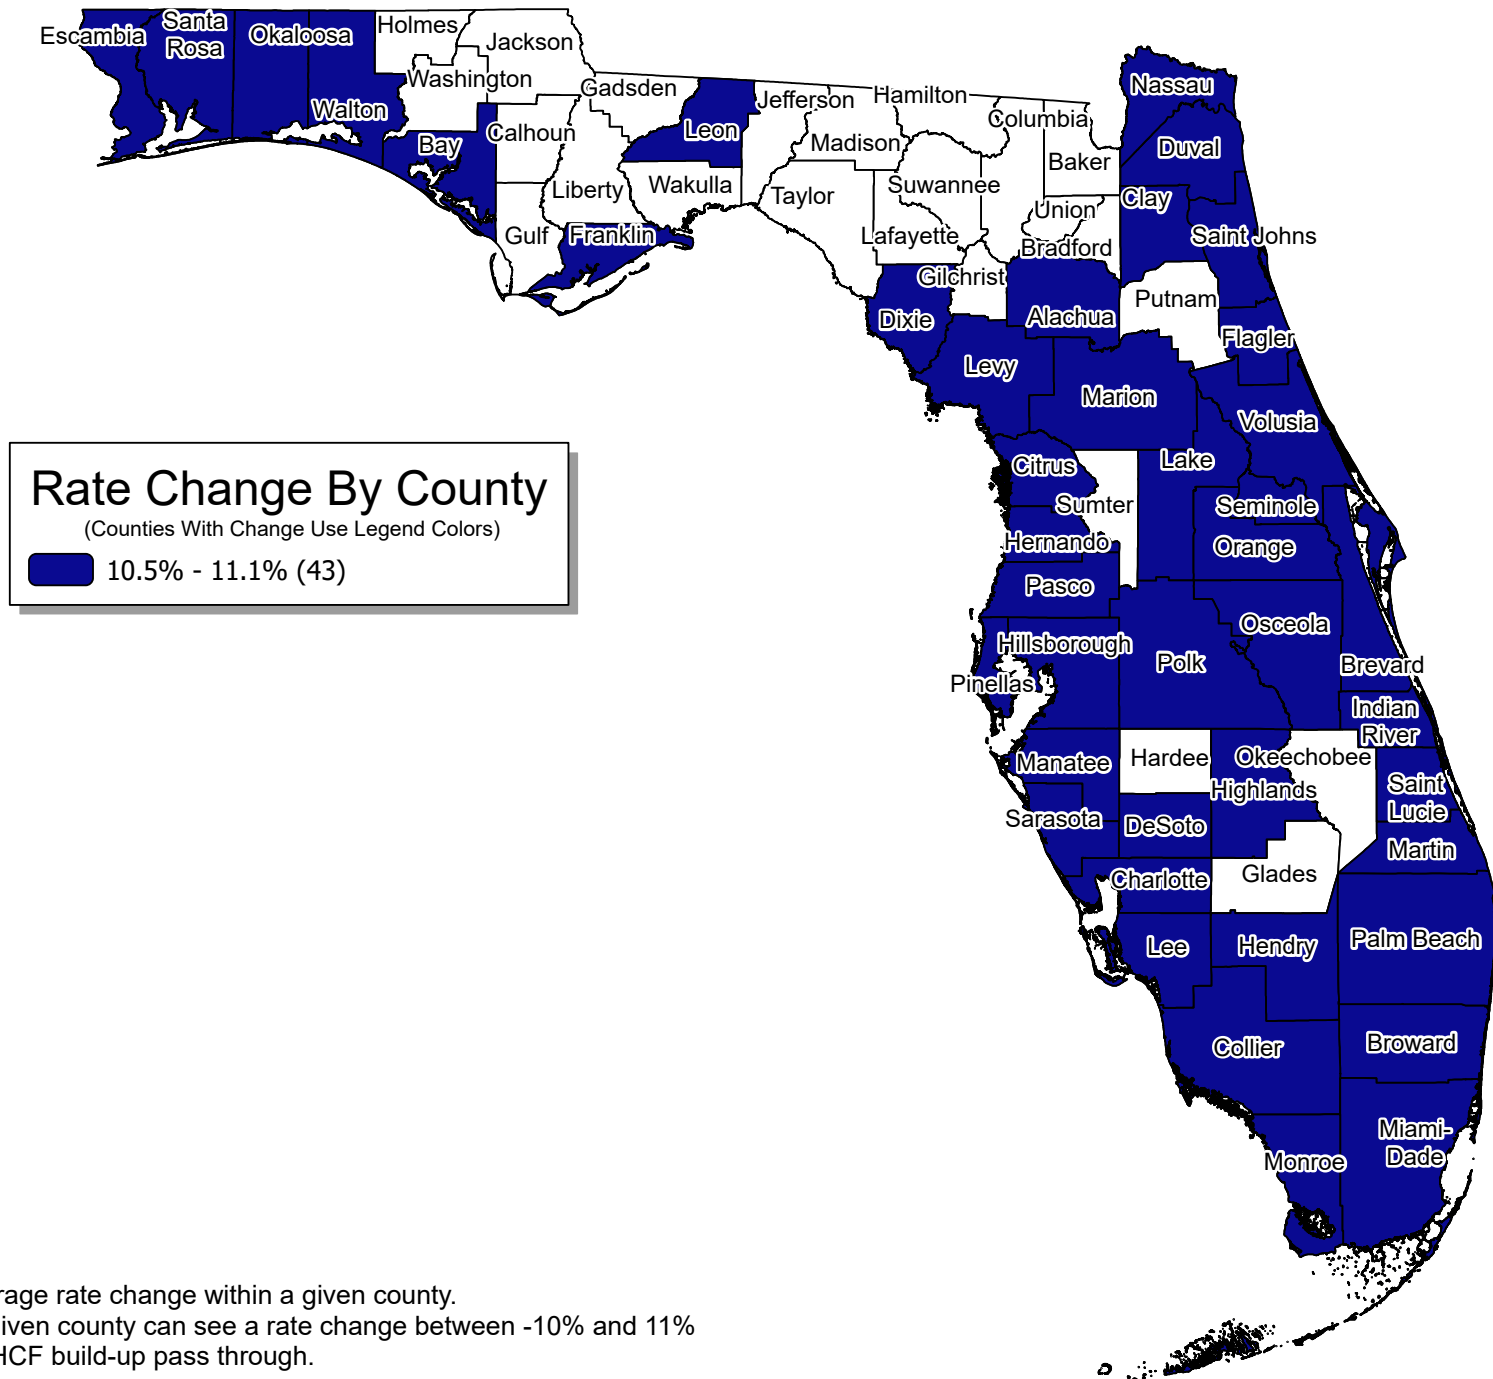 Escambia
Santa
Rosa
Okaloosa
Holmes
Jackson
Washington
Walton
Bay
Calhoun
Gadsden
Leon
Jefferson
Hamilton
Madison
Columbia
Baker
Nassau
Duval
Liberty
Wakulla
Taylor
Suwannee
Union
Clay
Gulf
Franklin
Lafayette
Bradford
Saint Johns
Gilchrist
Putnam
Dixie
Alachua
Flagler
Levy
Marion
Volusia
Citrus
Lake
Sumter
Seminole
Hernando
Orange
Pasco
Osceola
Hillsborough
Polk
Brevard
Pinellas
Indian
River
Manatee
Hardee
Okeechobee
Highlands
Saint
Lucie
Sarasota
DeSoto
Martin
Charlotte
Glades
Lee
Hendry
Palm Beach
Collier
Broward
Miami-
Dade
Monroe
Rate Change By County
(Counties With Change Use Legend Colors)
10.5% - 11.1% (43)
rage rate change within a given county.
iven county can see a rate change between -10% and 11%
HCF build-up pass through.